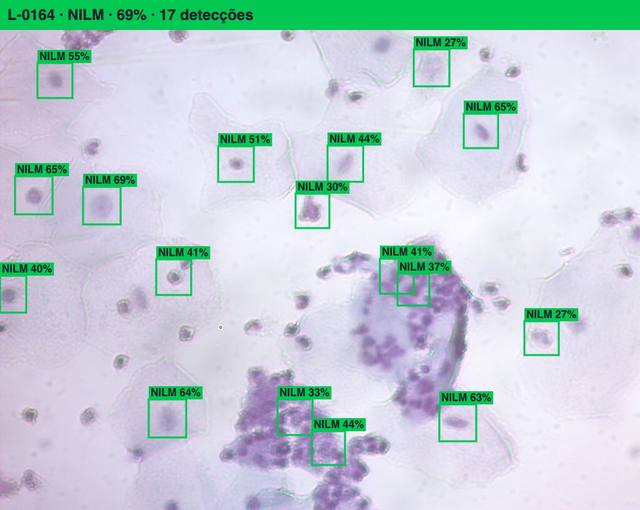 L-0164 · NILM · 69% · 17 detecções
NILM 27%
NILM 55%
NILM 65%
NILM 51%
NILM 44%
NILM 65%
NILM 69%
NILM 30%
NILM 41%
NILM 41%
NILM 40%
NILM 37%
NILM 27%
NILM 64%
NILM 33%
NILM 63%
NILM 44%